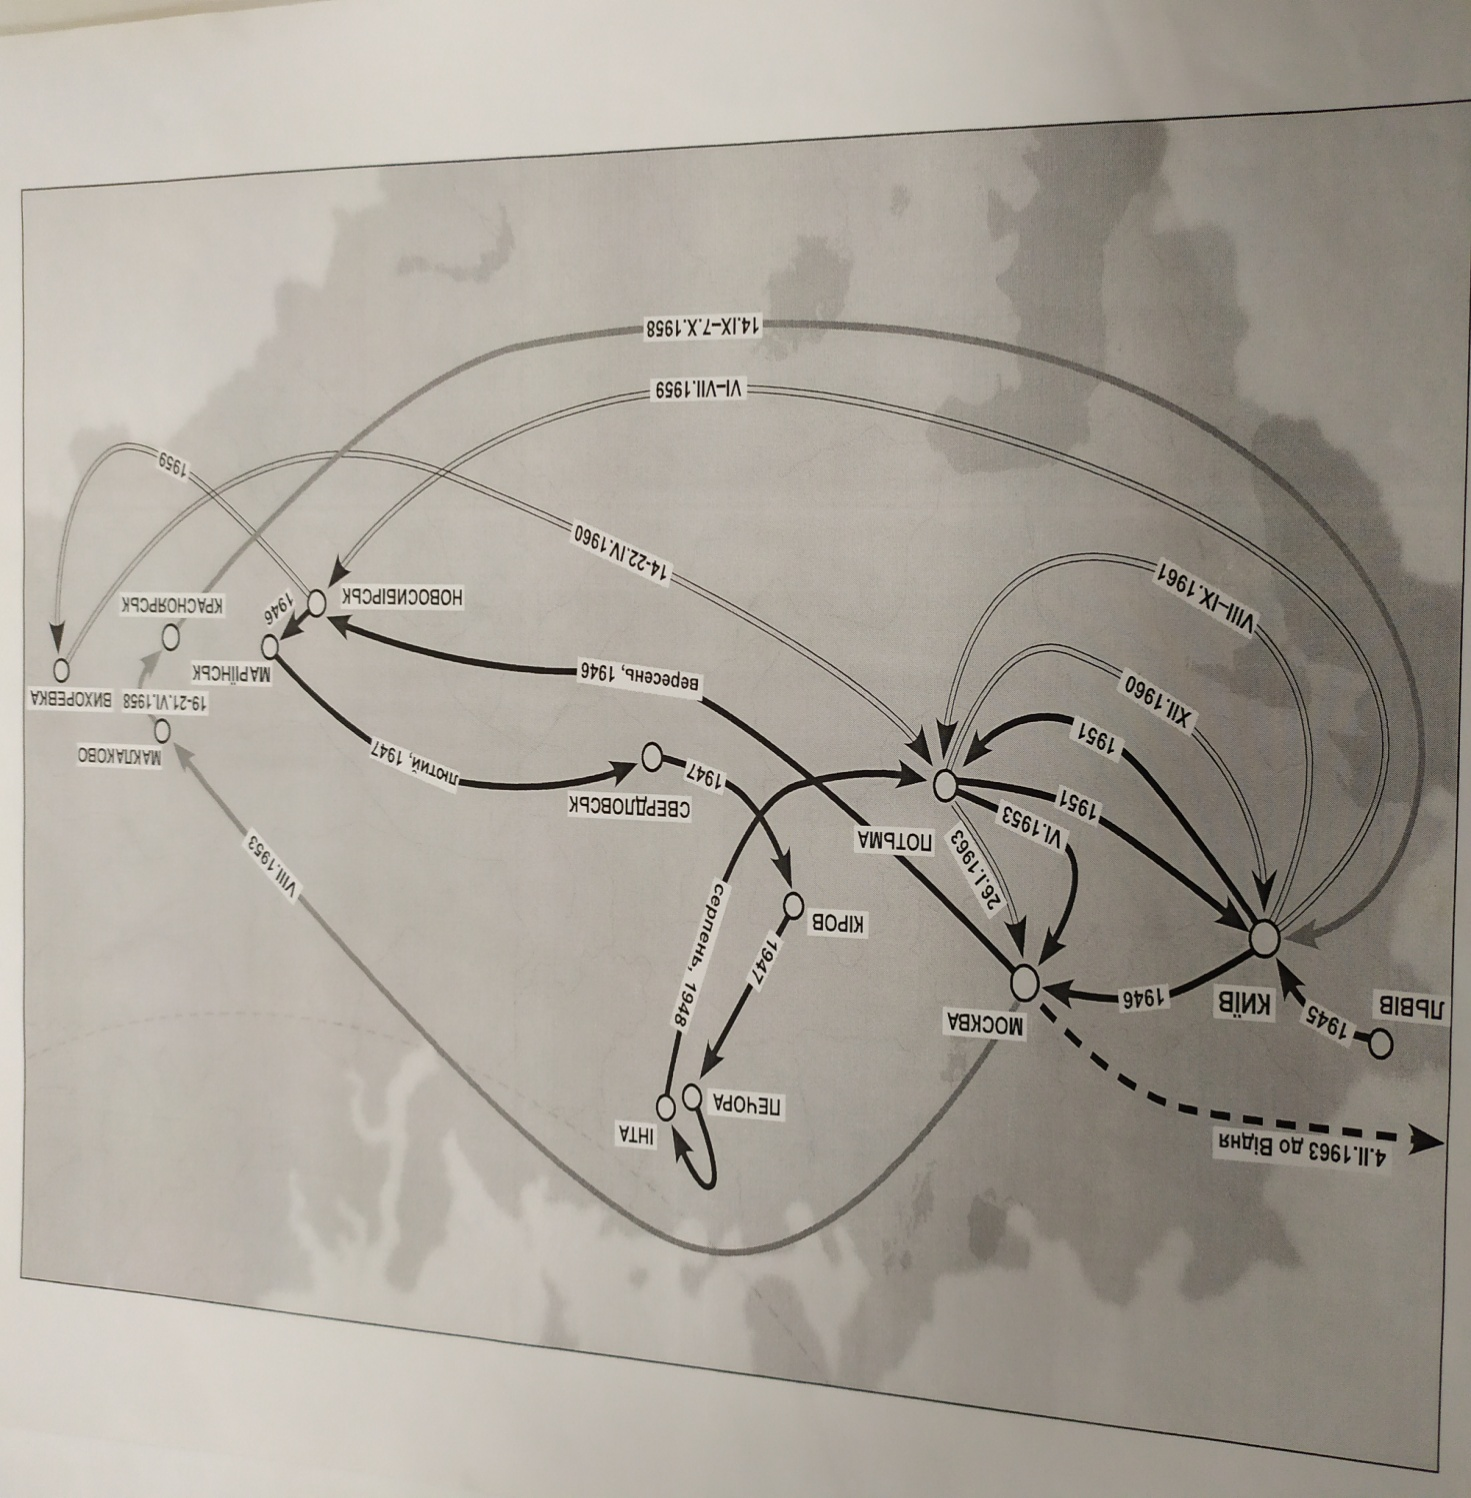 4.II.1963 до Відня
ЛЬВІВ
1945
КИЇВ
1946
МОСКВА
ІНТА
ПЕЧОРА
1947
КІРОВ
серпень, 1948
26.I.1963
VI.1953
1951
ПОТЬМА
1951
XII.1960
VIII–IX.1961
СВЕРДЛОВСЬК
1947
лютий, 1947
VIII.1953
МАКЛАКОВО
19-21.VI.1958
ВИХОРЕВКА
МАРІЇНСЬК
вересень, 1946
1946
НОВОСИБІРСЬК
КРАСНОЯРСЬК
14-22.IV.1960
1959
VI–VII.1959
14.IX–7.X.1958